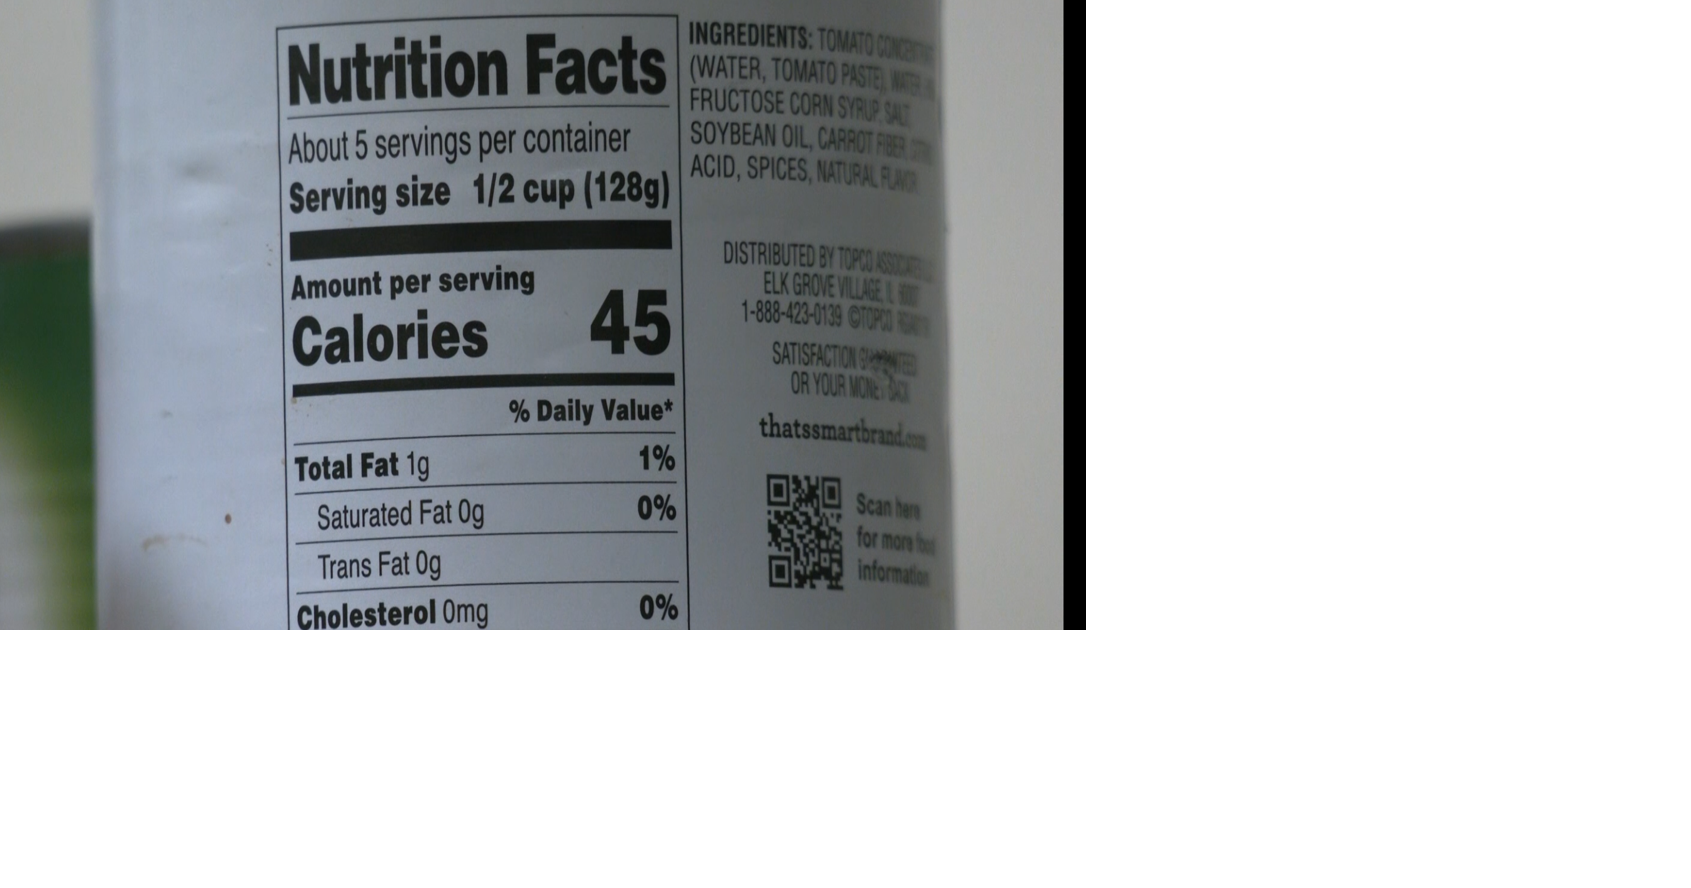 Nutrition Facts
About 5 servings per container
Serving size 1/2 cup (128g)
Amount per serving
Calories 45
% Daily Value*
Total Fat 1g 1%
Saturated Fat 0g 0%
Trans Fat 0g
Cholesterol 0mg 0%
INGREDIENTS: TOMATO
(WATER, TOMATO PASTE), WATER,
FRUCTOSE CORN SYRUP, SALT,
SOYBEAN OIL, CARROT FIBER,
ACID, SPICES, NATURAL FLAVOR
DISTRIBUTED BY TOPCO
ELK GROVE VILLAGE, IL
1-888-423-0139 ©TOPCO
SATISFACTION GUARANTEED
OR YOUR MONEY BACK
thatssmartbrand.com
Scan here
for more food
information